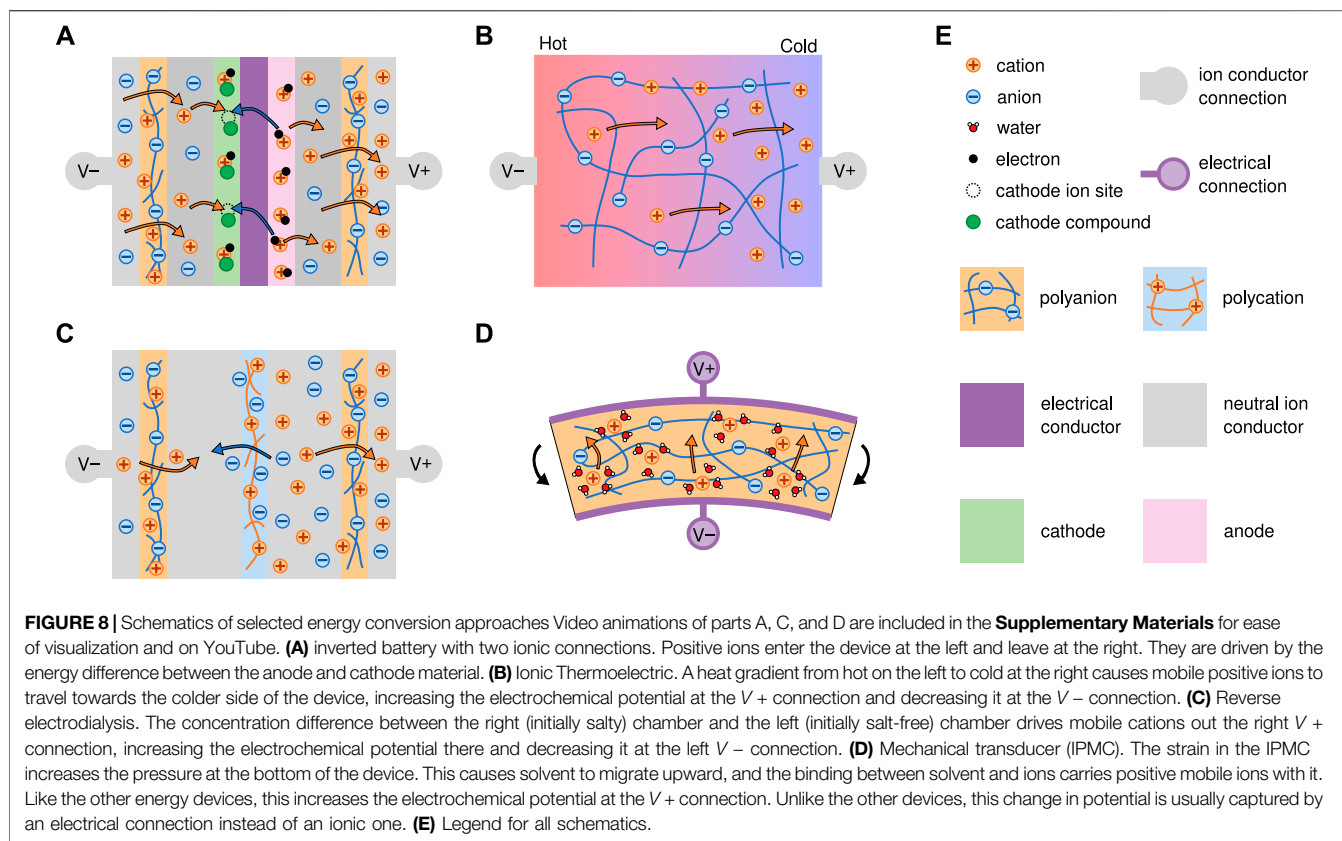 A
B
Hot
Cold
E
V−
V+
V−
V+
cation
anion
water
electron
cathode ion site
cathode compound
ion conductor
connection
electrical
connection
polyanion
polycation
C
D
V−
V+
V+
V−
electrical
conductor
neutral ion
conductor
cathode
anode
FIGURE 8 | Schematics of selected energy conversion approaches Video animations of parts A, C, and D are included in the Supplementary Materials for ease
of visualization and on YouTube. (A) inverted battery with two ionic connections. Positive ions enter the device at the left and leave at the right. They are driven by the
energy difference between the anode and cathode material. (B) Ionic Thermoelectric. A heat gradient from hot on the left to cold at the right causes mobile positive ions to
travel towards the colder side of the device, increasing the electrochemical potential at the V + connection and decreasing it at the V − connection. (C) Reverse
electrodialysis. The concentration difference between the right (initially salty) chamber and the left (initially salt-free) chamber drives mobile cations out the right V +
connection, increasing the electrochemical potential there and decreasing it at the left V − connection. (D) Mechanical transducer (IPMC). The strain in the IPMC
increases the pressure at the bottom of the device. This causes solvent to migrate upward, and the binding between solvent and ions carries positive mobile ions with it.
Like the other energy devices, this increases the electrochemical potential at the V + connection. Unlike the other devices, this change in potential is usually captured by
an electrical connection instead of an ionic one. (E) Legend for all schematics.